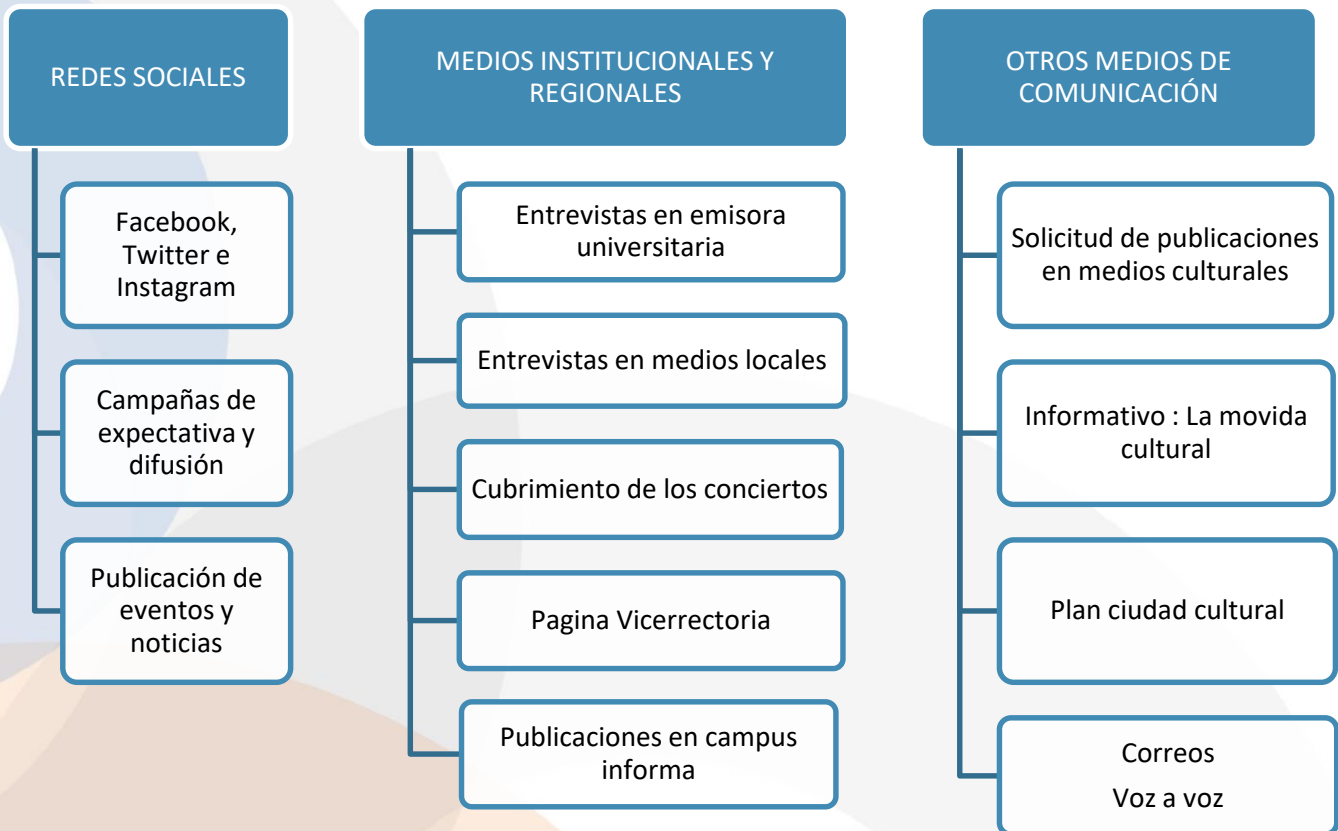 REDES SOCIALES
Facebook,
Twitter e
Instagram
Campañas de
expectativa y
difusión
Publicación de
eventos y
noticias
MEDIOS INSTITUCIONALES Y
REGIONALES
Entrevistas en emisora
universitaria
Entrevistas en medios locales
Cubrimiento de los conciertos
Pagina Vicerrectoria
Publicaciones en campus
informa
OTROS MEDIOS DE
COMUNICACIÓN
Solicitud de publicaciones
en medios culturales
Informativo : La movida
cultural
Plan ciudad cultural
Correos
Voz a voz